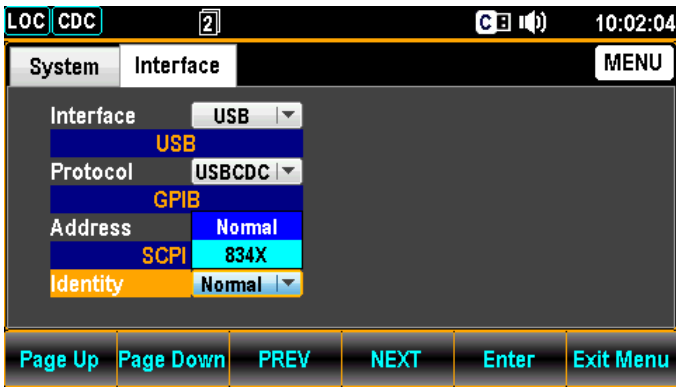 LOC CDC 2 C 10:02:04
System Interface MENU
Interface USB
USB
Protocol USBCDC
GPIB
Address Normal
SCPI 834X
Identity Normal
Page Up Page Down PREV NEXT Enter Exit Menu